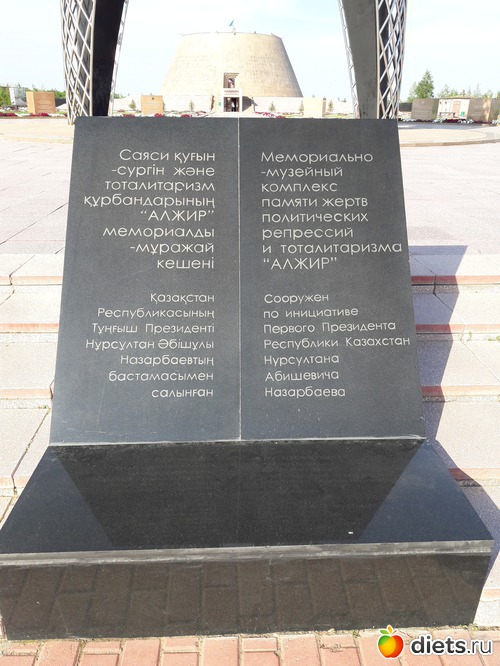 Саяси қуғын
-сүргін және
тоталитаризм
құрбандарының
“АЛЖИР”
мемориалды
-мұражай
кешені
Қазақстан
Республикасының
Тұңғыш Президенті
Нұрсұлтан Әбішұлы
Назарбаевтың
бастамасымен
салынған
Мемориально
-музейный
комплекс
памяти жертв
политических
репрессий
и тоталитаризма
“АЛЖИР”
Сооружен
по инициативе
Первого Президента
Республики Казахстан
Нурсултана
Абишевича
Назарбаева
diets.ru